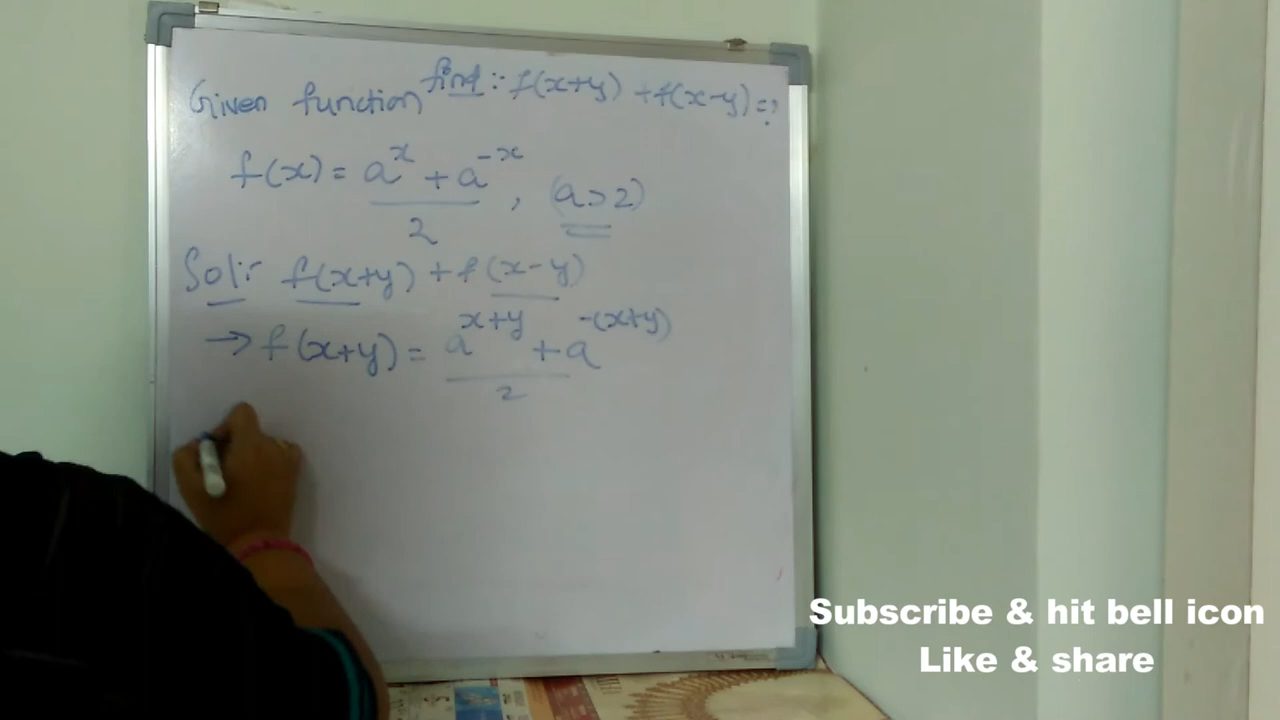 Given function find :- f(x+y) + f(x-y) = ?
f(x) = a^x + a^-x / 2 , (a>2)
Sol:- f(x+y) + f(x-y)
→ f(x+y) = a^x+y + a^-(x+y) / 2
Subscribe & hit bell icon
Like & share